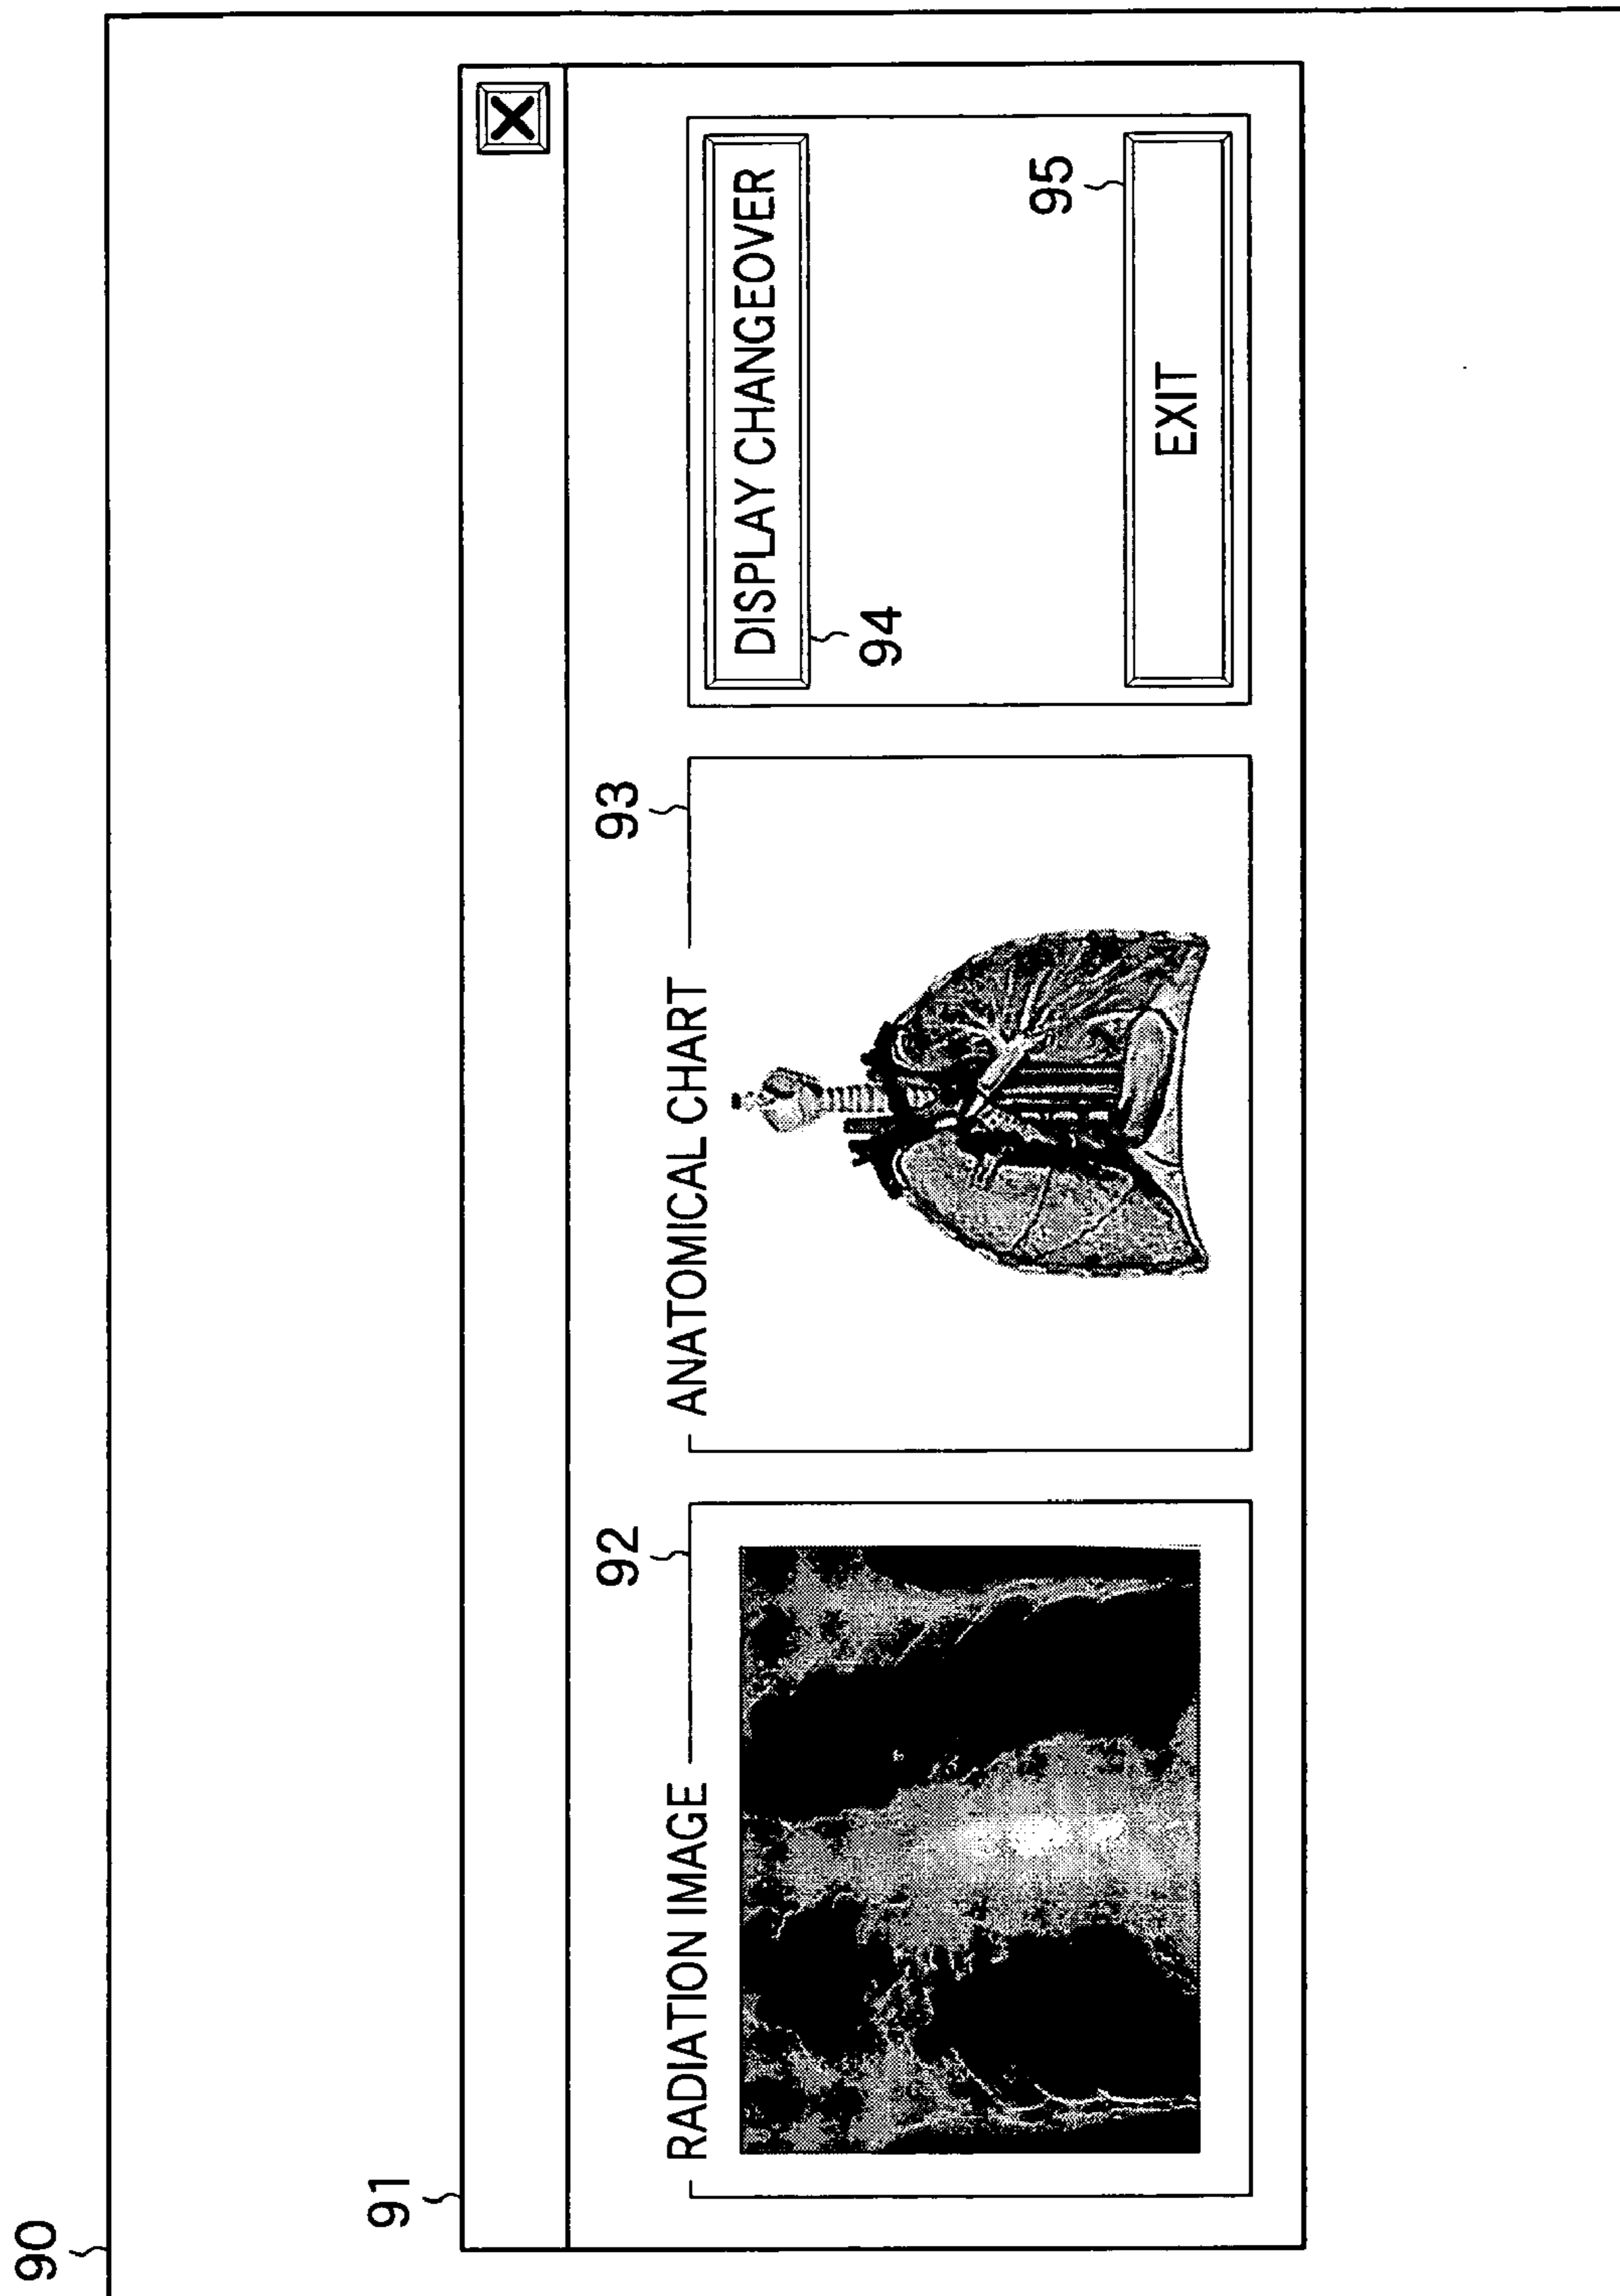 90
91
RADIATION IMAGE
92
ANATOMICAL CHART
93
DISPLAY CHANGEOVER
94
95
EXIT